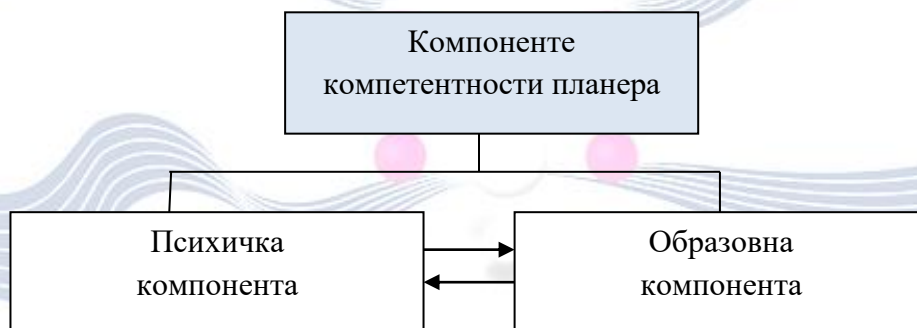 Компоненте
компетентности планера
Психичка
компонента
Образовна
компонента